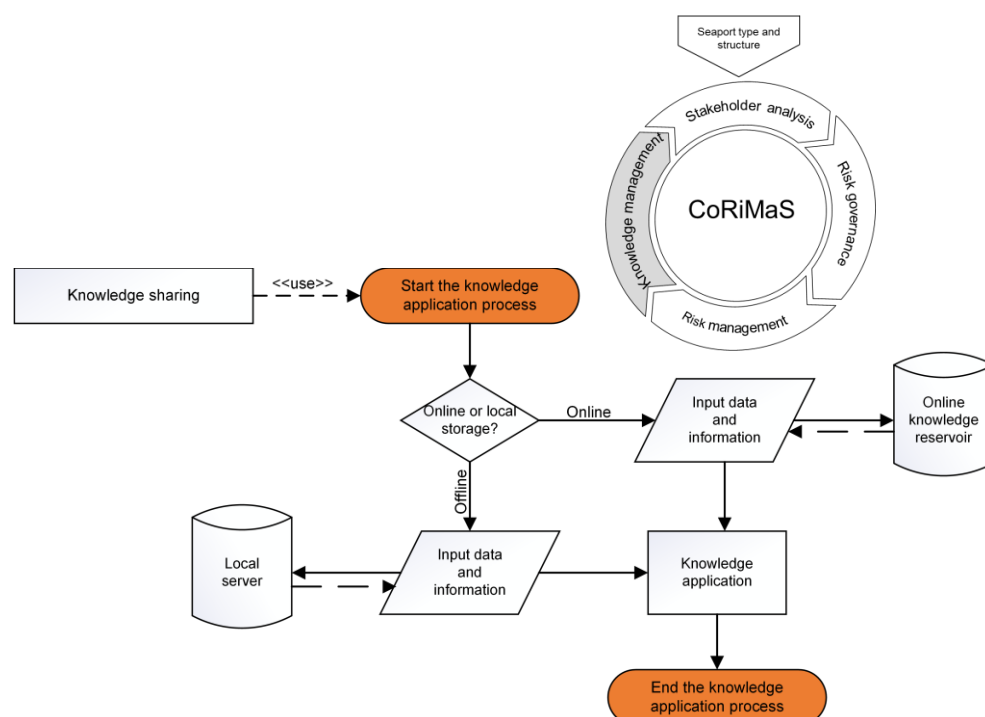 Seaport type and
structure
Stakeholder analysis
Knowledge management
CoRiMaS
Risk governance
Risk management
Knowledge sharing
<<use>>
Start the knowledge
application process
Online or local
storage?
Online
Input data
and
information
Online
knowledge
reservoir
Offline
Local
server
Input data
and
information
Knowledge
application
End the knowledge
application process